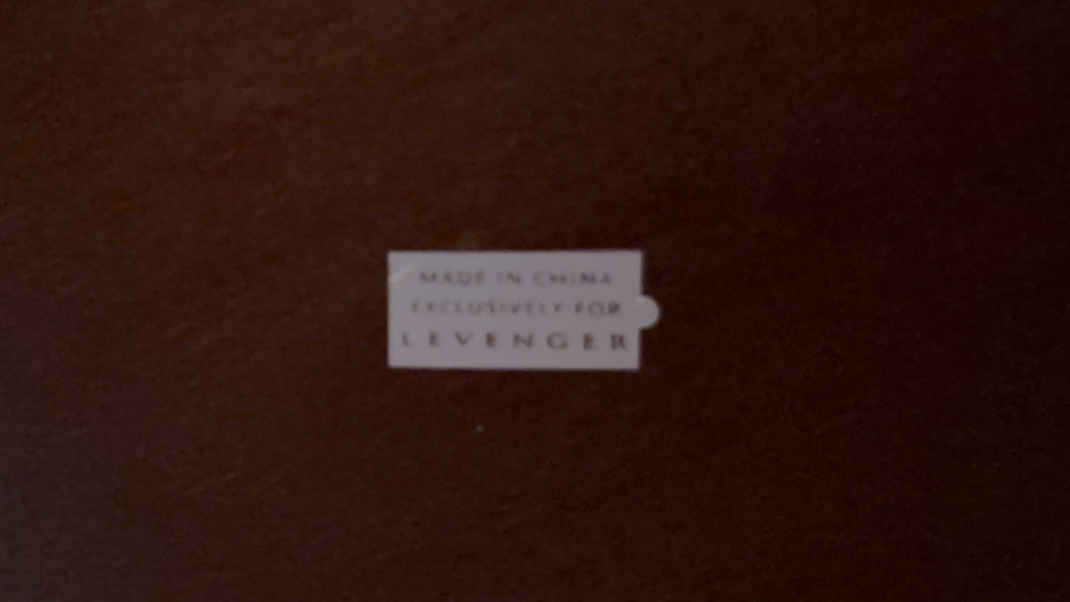 MADE IN CHINA
EXCLUSIVELY FOR
LEVENGER